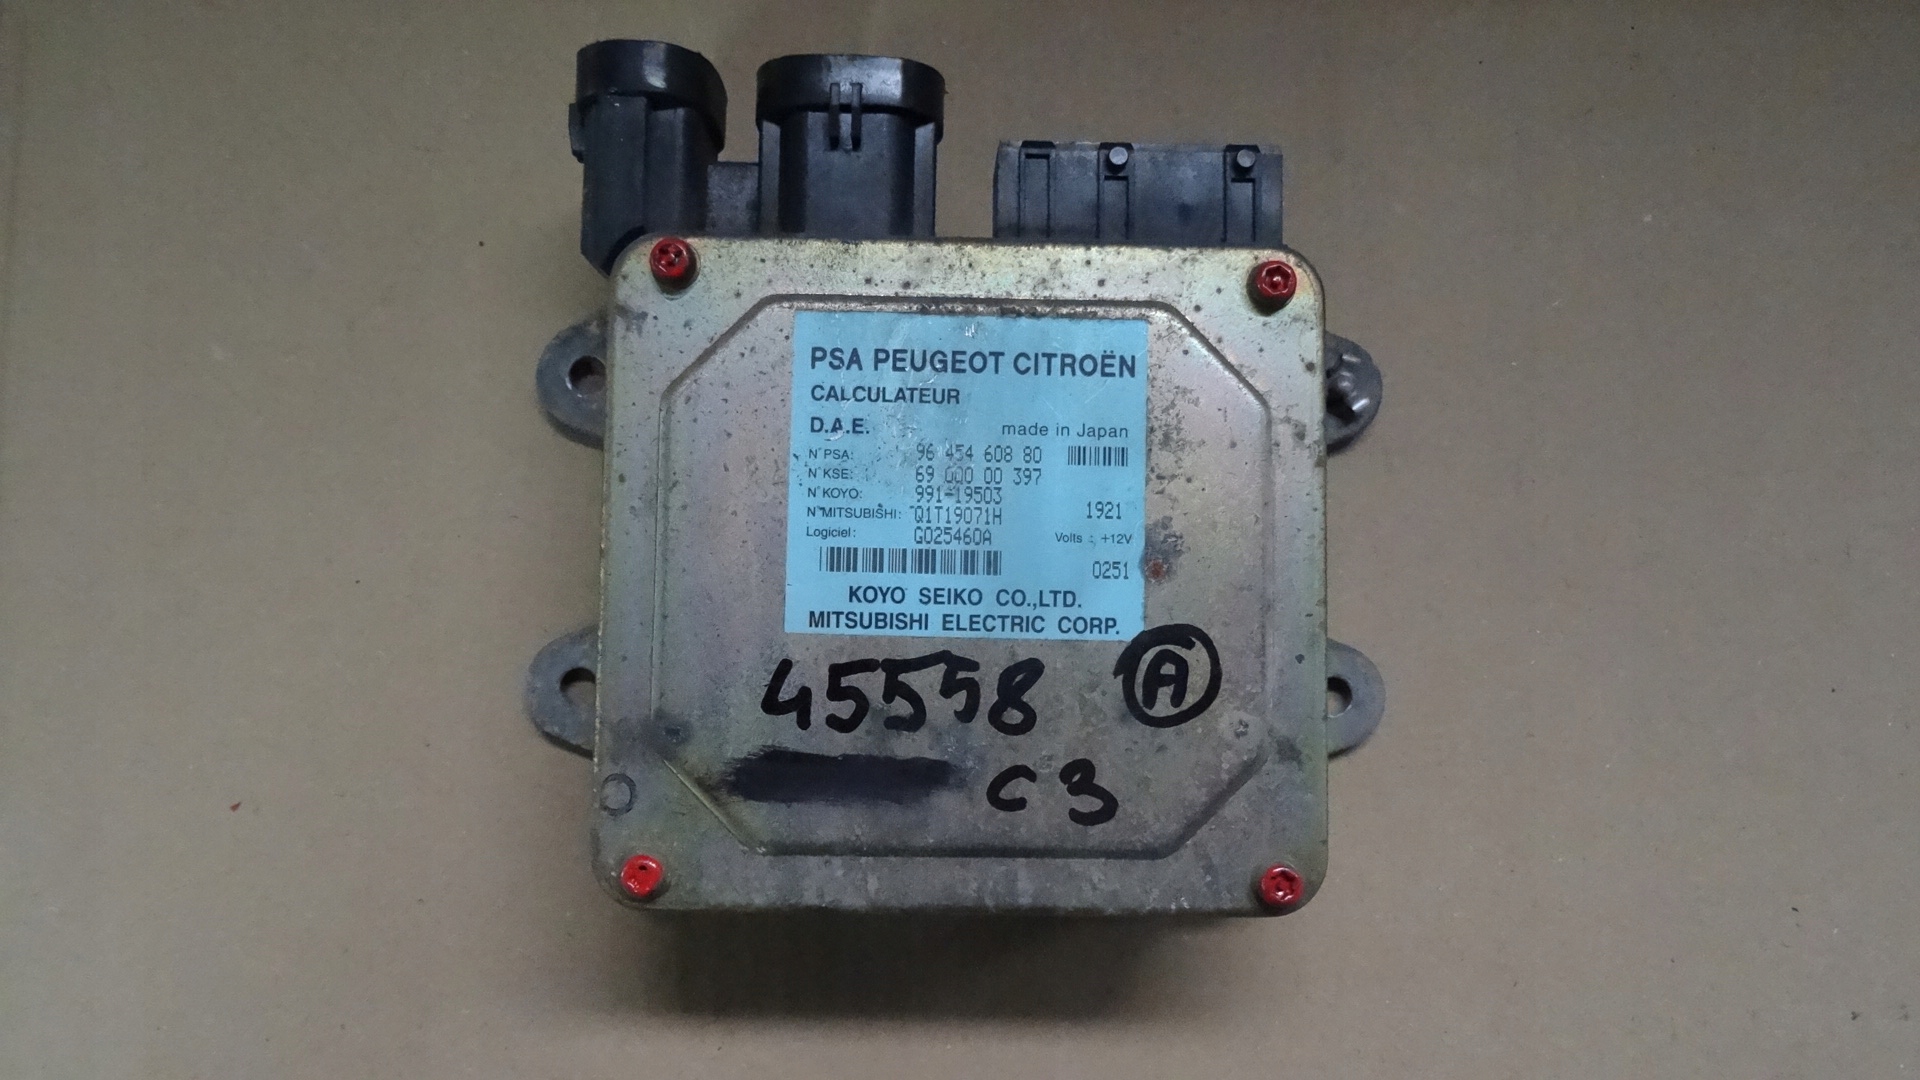 PSA PEUGEOT CITROËN
CALCULATEUR
D.A.E. made in Japan
N°PSA: 96 454 608 80
N°KSE: 69 000 00 397
N°KOYO: 991-19503
N°MITSUBISHI: Q1T19071H 1921
Logiciel: G025460A Volts : +12V
0251
KOYO SEIKO CO.,LTD.
MITSUBISHI ELECTRIC CORP.
45558 A
C3